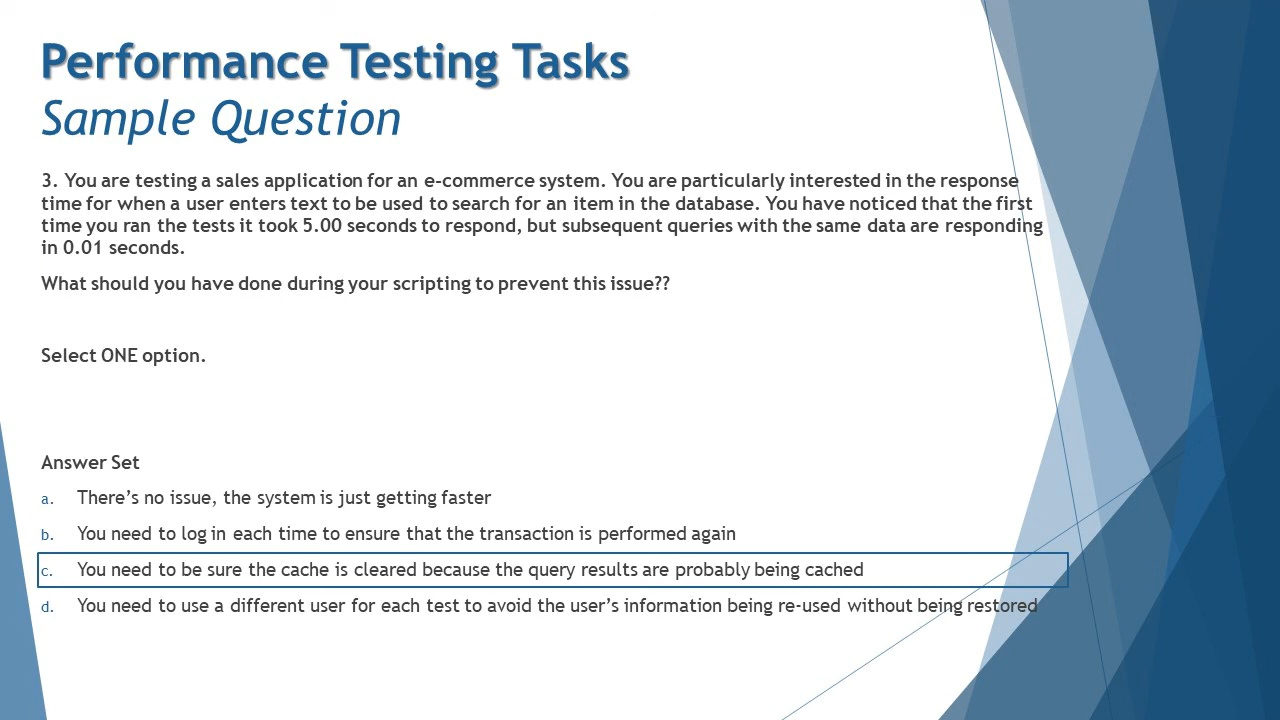 Performance Testing Tasks
Sample Question
3. You are testing a sales application for an e-commerce system. You are particularly interested in the response
time for when a user enters text to be used to search for an item in the database. You have noticed that the first
time you ran the tests it took 5.00 seconds to respond, but subsequent queries with the same data are responding
in 0.01 seconds.
What should you have done during your scripting to prevent this issue??
Select ONE option.
Answer Set
a. There’s no issue, the system is just getting faster
b. You need to log in each time to ensure that the transaction is performed again
c. You need to be sure the cache is cleared because the query results are probably being cached
d. You need to use a different user for each test to avoid the user’s information being re-used without being restored